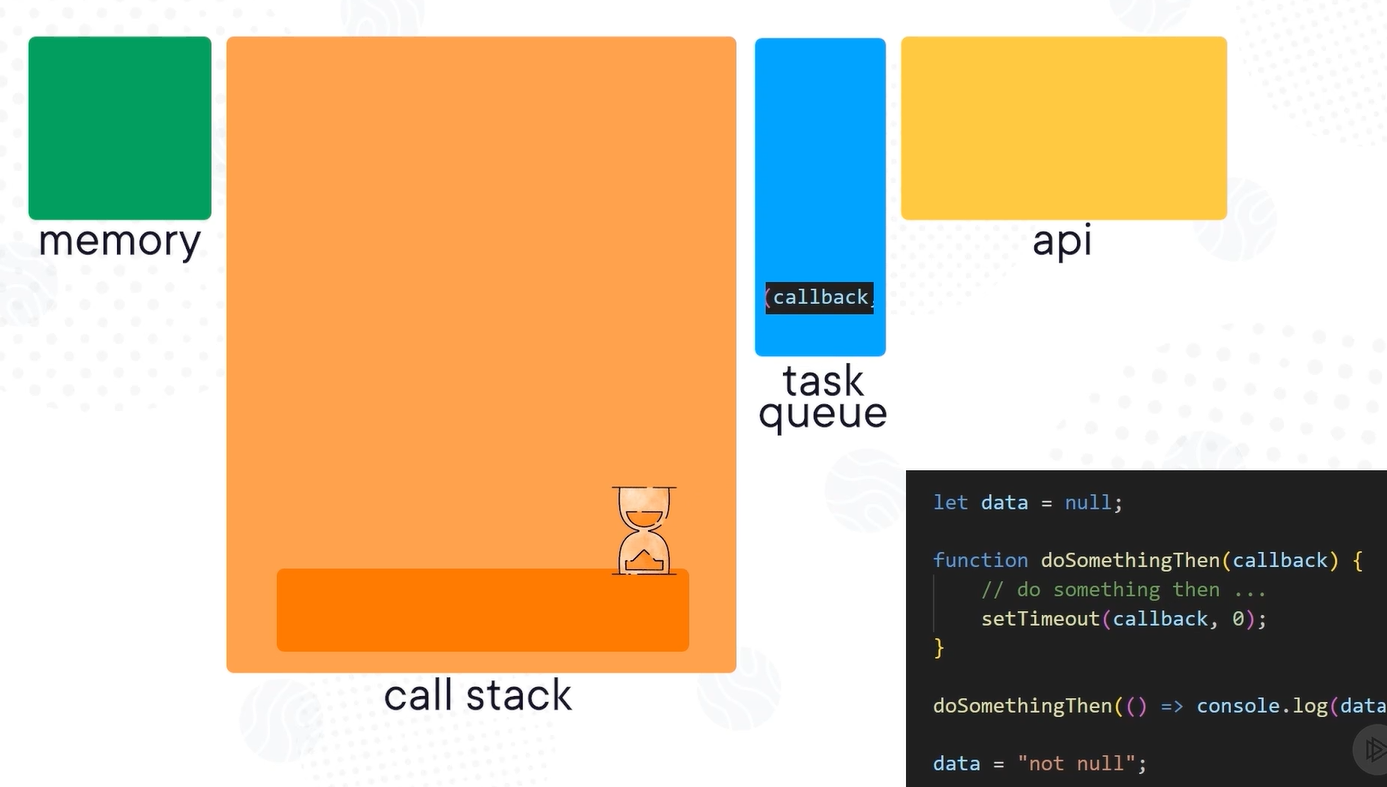 memory
call stack
(callback,
task
queue
api
let data = null;
function doSomethingThen(callback) {
// do something then ...
setTimeout(callback, 0);
}
doSomethingThen(() => console.log(data
data = "not null";